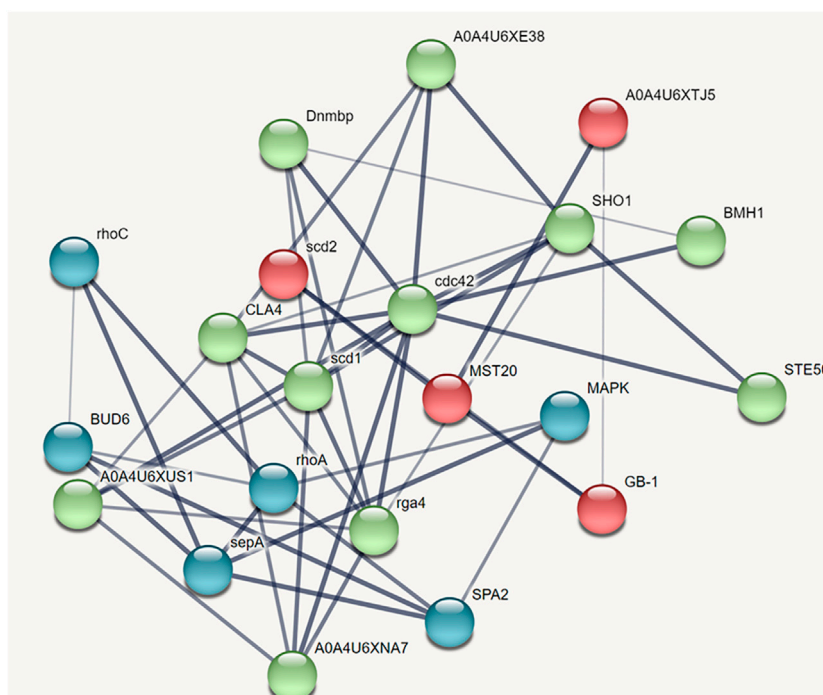 A0A4U6XE38
A0A4U6XTJ5
Dnmbp
SHO1
BMH1
rhoC
scd2
cdc42
CLA4
scd1
MST20
MAPK
STE50
BUD6
A0A4U6XUS1
rhoA
GB-1
rga4
sepA
SPA2
A0A4U6XNA7